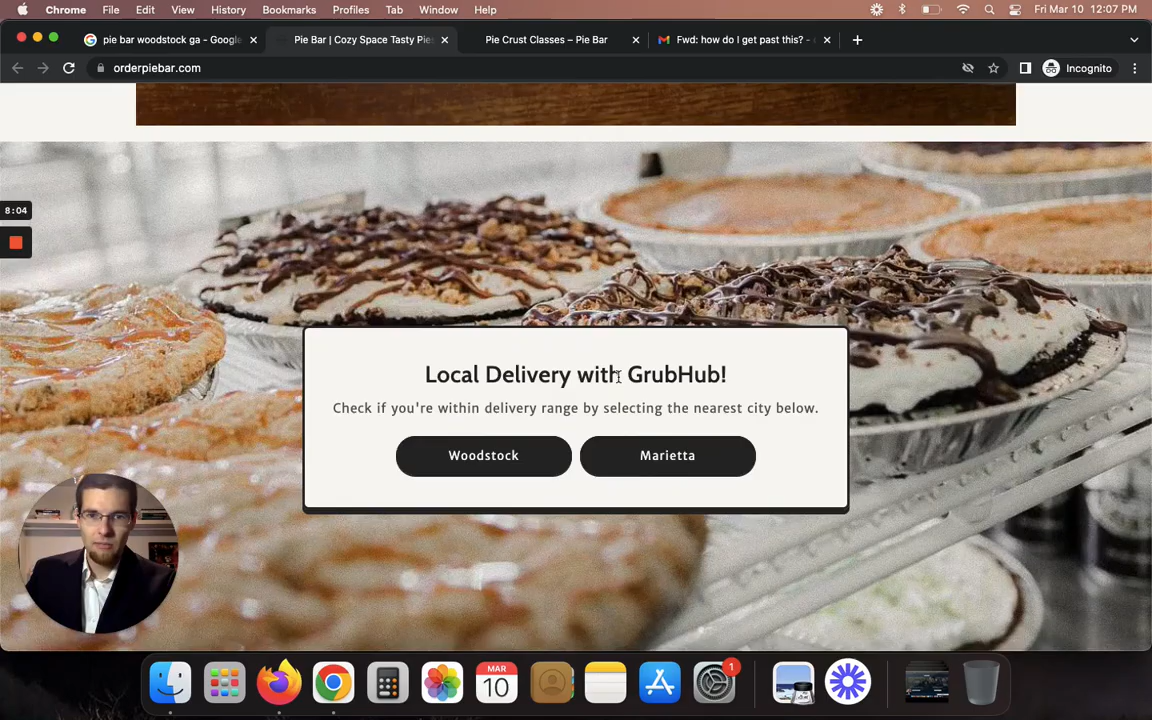 Chrome File Edit View History Bookmarks Profiles Tab Window Help Fri Mar 10 12:07 PM
pie bar woodstock ga - Google Pie Bar | Cozy Space Tasty Pies Pie Crust Classes – Pie Bar Fwd: how do I get past this? -
orderpiebar.com Incognito
8:04
Local Delivery with GrubHub!
Check if you're within delivery range by selecting the nearest city below.
Woodstock Marietta
MAR
10
1